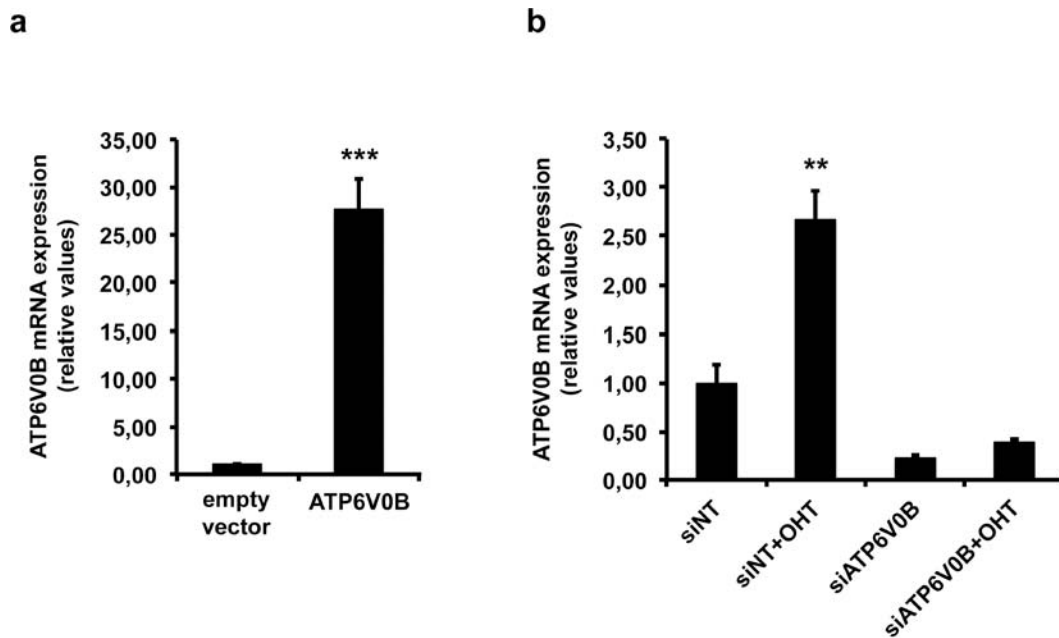 a
ATP6V0B mRNA expression
(relative values)
35,00
30,00
25,00
20,00
15,00
10,00
5,00
0,00
***
empty
vector
ATP6V0B
b
ATP6V0B mRNA expression
(relative values)
3,50
3,00
2,50
2,00
1,50
1,00
0,50
0,00
**
siNT
siNT+OHT
siATP6V0B
siATP6V0B+OHT